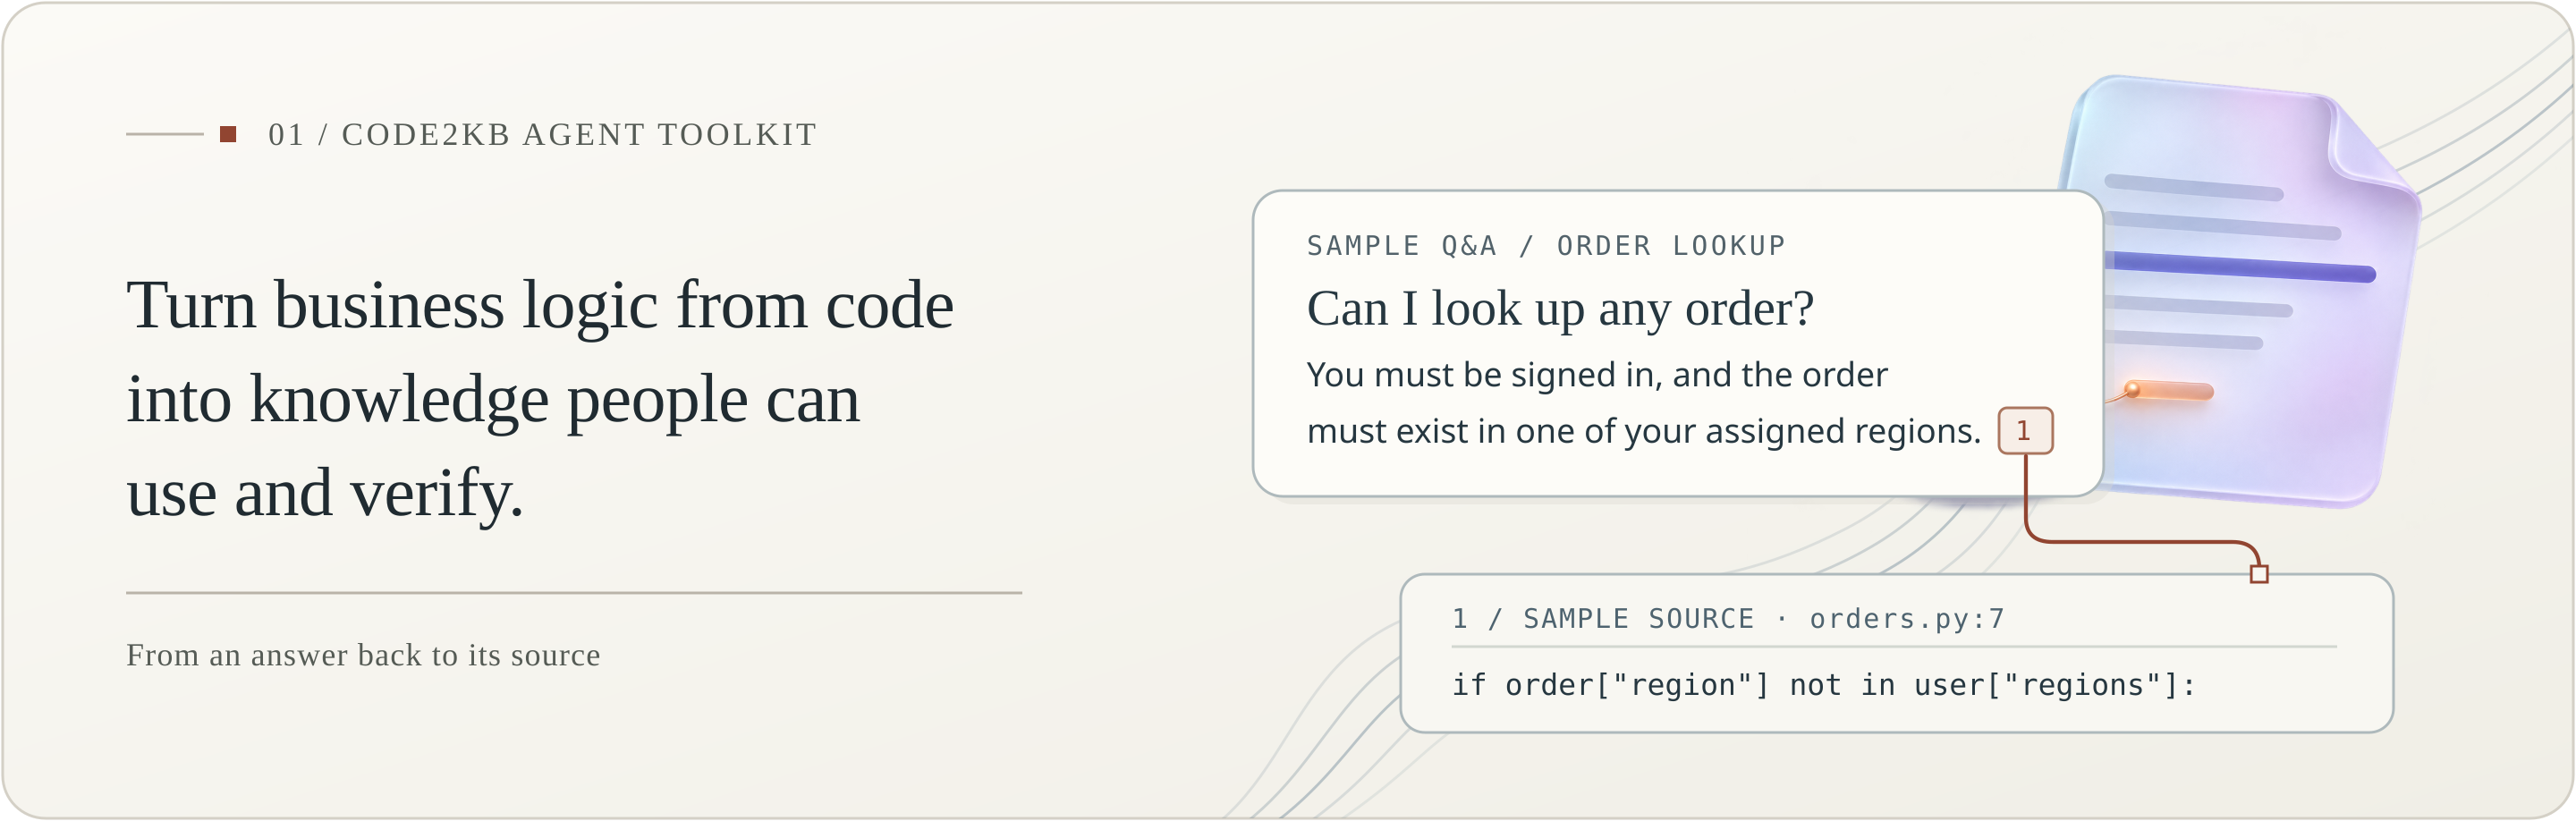 01 / CODE2KB AGENT TOOLKIT
Turn business logic from code
into knowledge people can
use and verify.
From an answer back to its source
SAMPLE Q&A / ORDER LOOKUP
Can I look up any order?
You must be signed in, and the order
must exist in one of your assigned regions. 1
1 / SAMPLE SOURCE · orders.py:7
if order["region"] not in user["regions"]: